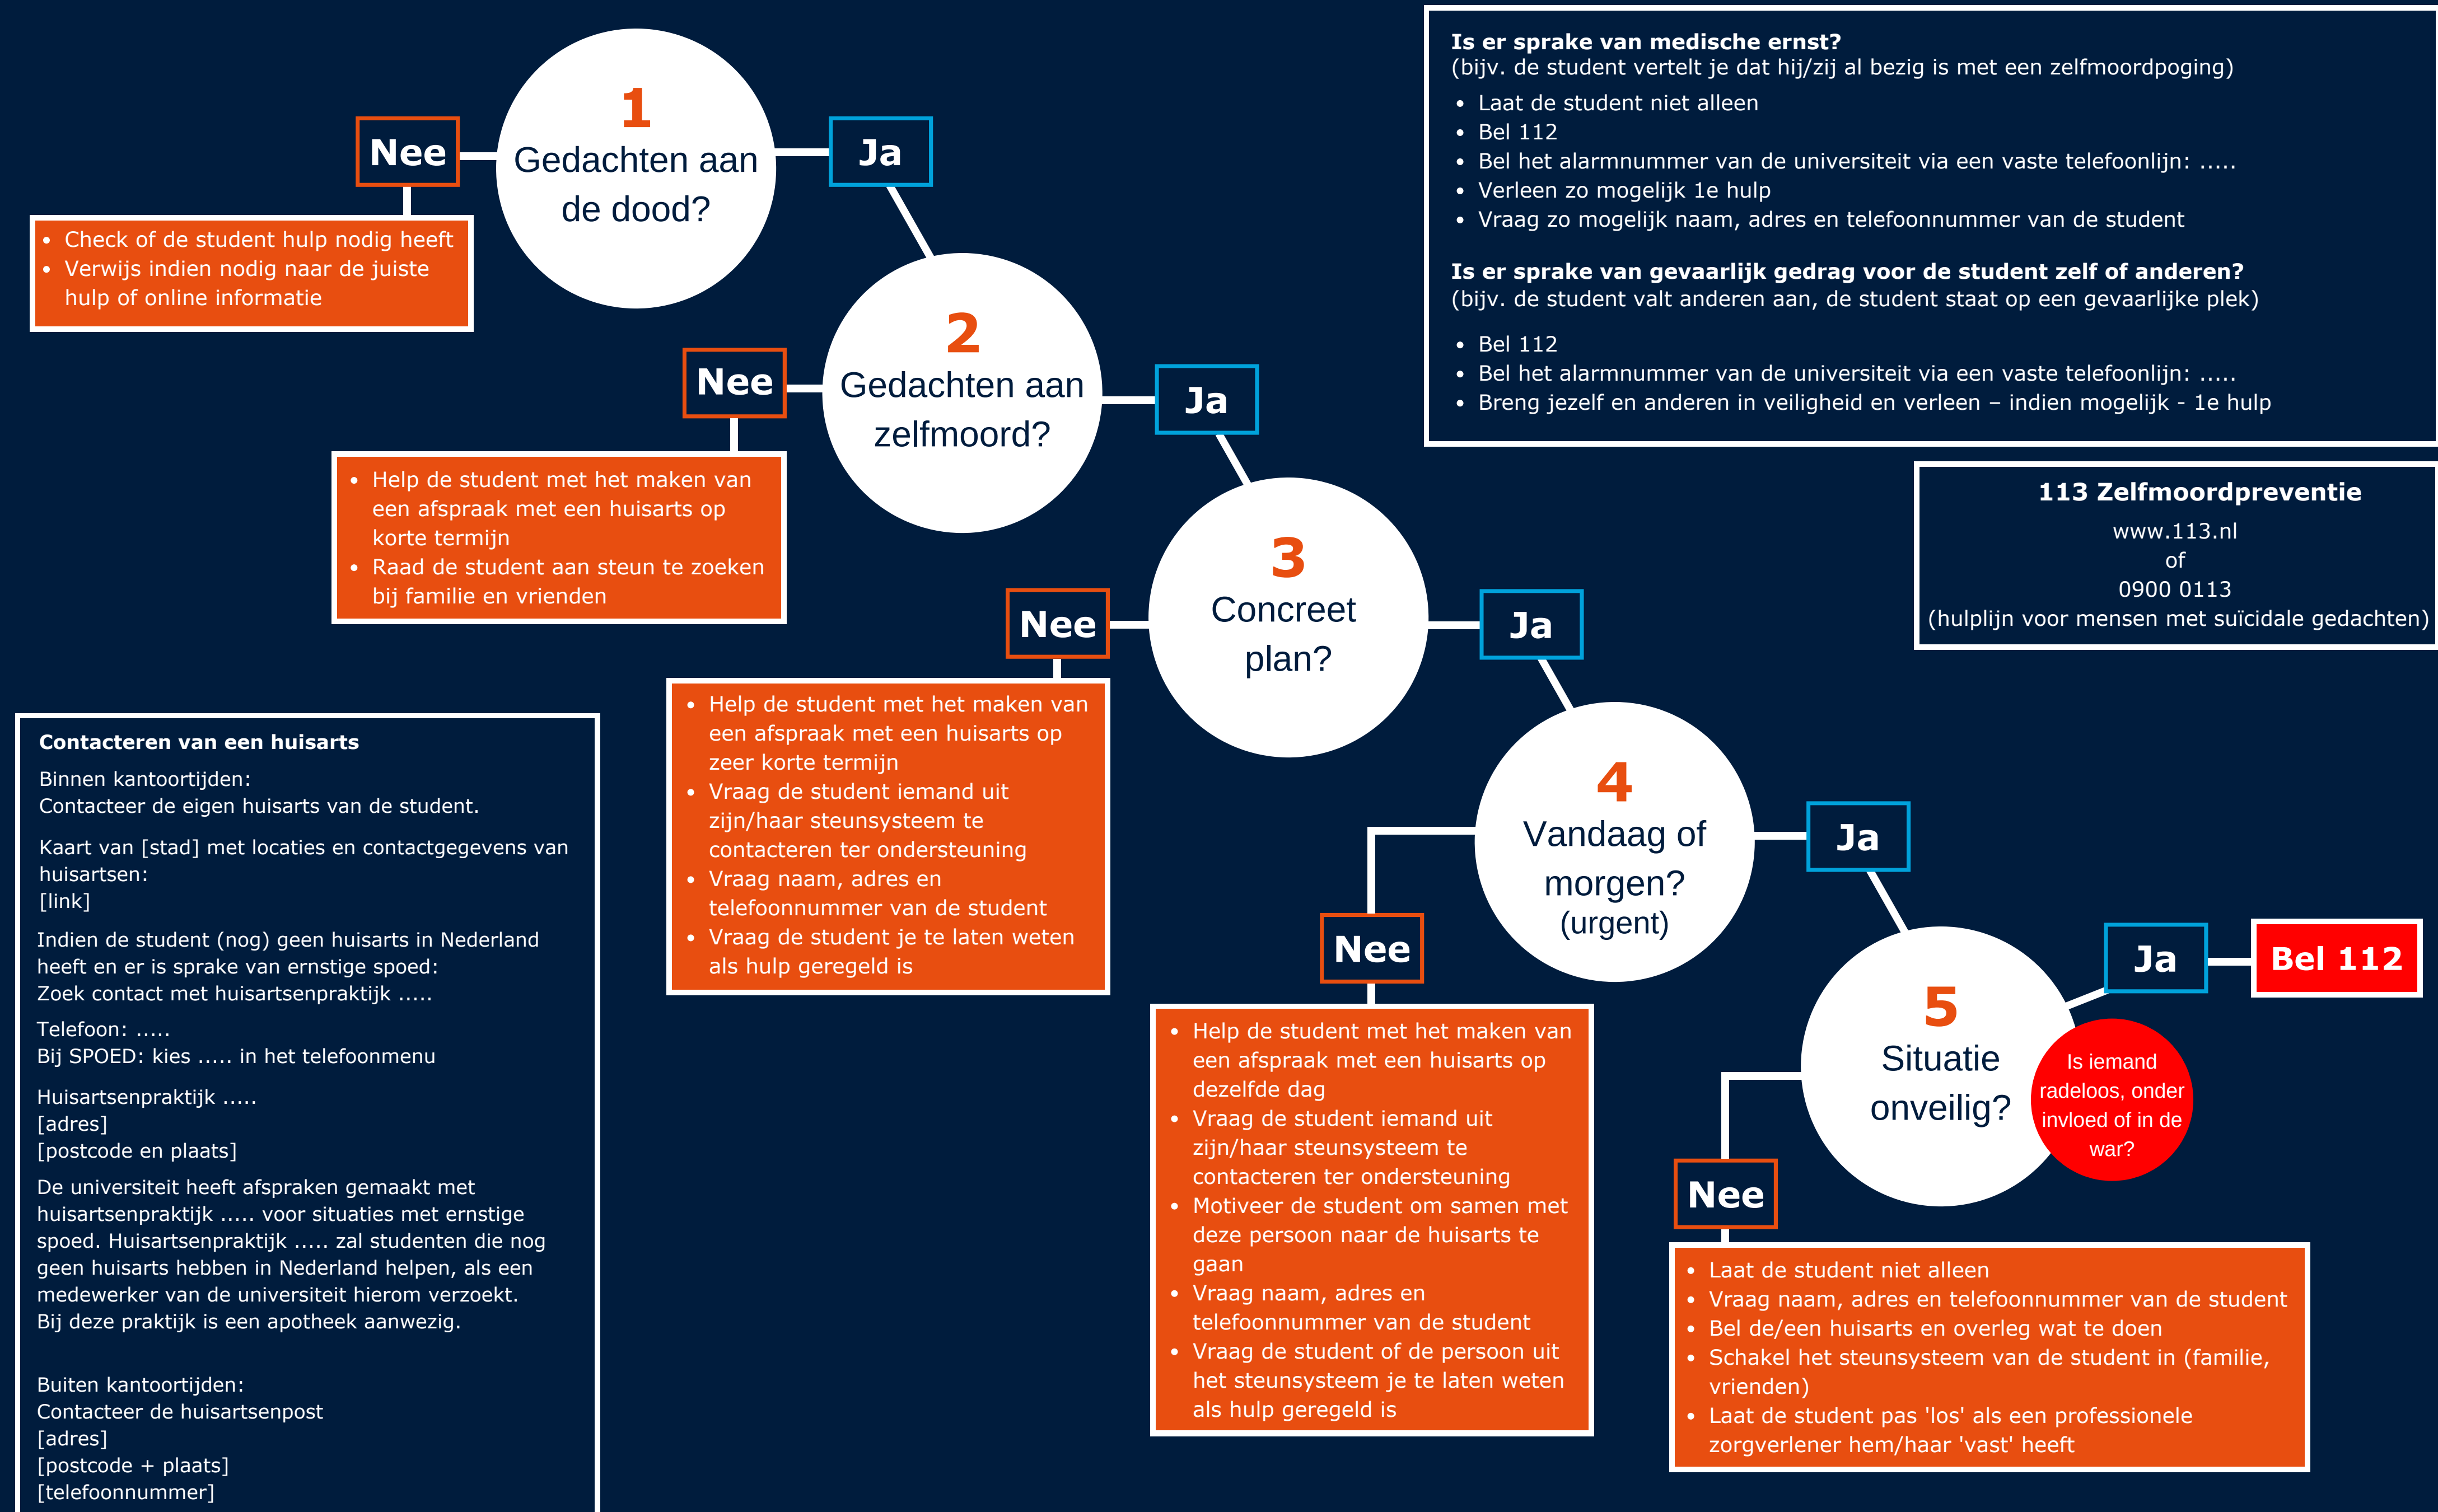 1
Gedachten aan
de dood?
Nee
Ja
• Check of de student hulp nodig heeft
• Verwijs indien nodig naar de juiste
hulp of online informatie
2
Gedachten aan
zelfmoord?
Nee
Ja
• Help de student met het maken van
een afspraak met een huisarts op
korte termijn
• Raad de student aan steun te zoeken
bij familie en vrienden
3
Concreet
plan?
Nee
Ja
• Help de student met het maken van
een afspraak met een huisarts op
zeer korte termijn
• Vraag de student iemand uit
zijn/haar steunsysteem te
contacteren ter ondersteuning
• Vraag naam, adres en
telefoonnummer van de student
• Vraag de student je te laten weten
als hulp geregeld is
4
Vandaag of
morgen?
(urgent)
Nee
Ja
• Help de student met het maken van
een afspraak met een huisarts op
dezelfde dag
• Vraag de student iemand uit
zijn/haar steunsysteem te
contacteren ter ondersteuning
• Motiveer de student om samen met
deze persoon naar de huisarts te
gaan
• Vraag naam, adres en
telefoonnummer van de student
• Vraag de student of de persoon uit
het steunsysteem je te laten weten
als hulp geregeld is
5
Situatie
onveilig?
Is iemand
radeloos, onder
invloed of in de
war?
Ja
Bel 112
Nee
• Laat de student niet alleen
• Vraag naam, adres en telefoonnummer van de student
• Bel de/een huisarts en overleg wat te doen
• Schakel het steunsysteem van de student in (familie,
vrienden)
• Laat de student pas 'los' als een professionele
zorgverlener hem/haar 'vast' heeft
Is er sprake van medische ernst?
(bijv. de student vertelt je dat hij/zij al bezig is met een zelfmoordpoging)
• Laat de student niet alleen
• Bel 112
• Bel het alarmnummer van de universiteit via een vaste telefoonlijn: .....
• Verleen zo mogelijk 1e hulp
• Vraag zo mogelijk naam, adres en telefoonnummer van de student
Is er sprake van gevaarlijk gedrag voor de student zelf of anderen?
(bijv. de student valt anderen aan, de student staat op een gevaarlijke plek)
• Bel 112
• Bel het alarmnummer van de universiteit via een vaste telefoonlijn: .....
• Breng jezelf en anderen in veiligheid en verleen – indien mogelijk - 1e hulp
113 Zelfmoordpreventie
www.113.nl
of
0900 0113
(hulplijn voor mensen met suïcidale gedachten)
Contacteren van een huisarts
Binnen kantoortijden:
Contacteer de eigen huisarts van de student.
Kaart van [stad] met locaties en contactgegevens van
huisartsen:
[link]
Indien de student (nog) geen huisarts in Nederland
heeft en er is sprake van ernstige spoed:
Zoek contact met huisartsenpraktijk .....
Telefoon: .....
Bij SPOED: kies ..... in het telefoonmenu
Huisartsenpraktijk .....
[adres]
[postcode en plaats]
De universiteit heeft afspraken gemaakt met
huisartsenpraktijk ..... voor situaties met ernstige
spoed. Huisartsenpraktijk ..... zal studenten die nog
geen huisarts hebben in Nederland helpen, als een
medewerker van de universiteit hierom verzoekt.
Bij deze praktijk is een apotheek aanwezig.
Buiten kantoortijden:
Contacteer de huisartsenpost
[adres]
[postcode + plaats]
[telefoonnummer]